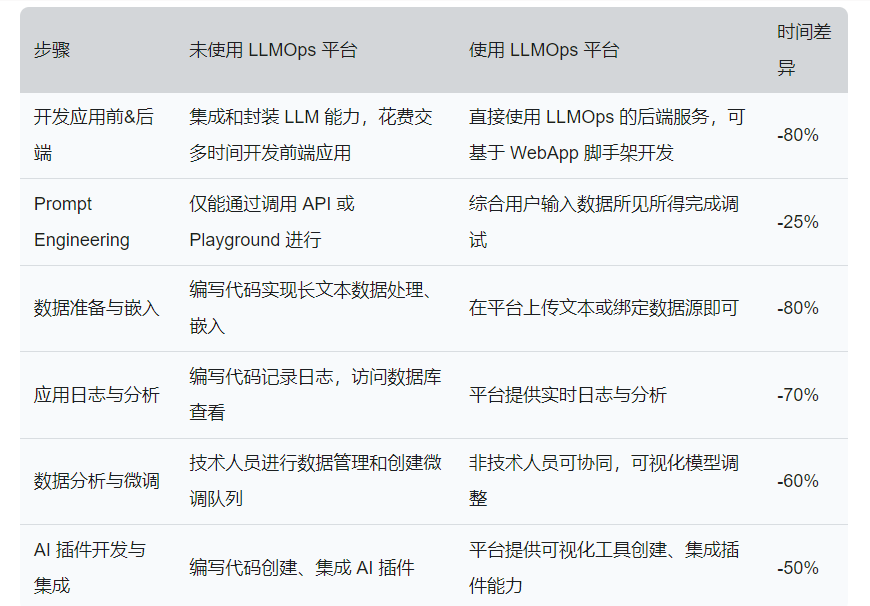 步骤
未使用 LLMOps 平台
使用 LLMOps 平台
时间差
异
开发应用前&后
端
集成和封装 LLM 能力，花费交
多时间开发前端应用
直接使用 LLMOps 的后端服务，可
基于 WebApp 脚手架开发
-80%
Prompt
Engineering
仅能通过调用 API 或
Playground 进行
综合用户输入数据所见所得完成调
试
-25%
数据准备与嵌入
编写代码实现长文本数据处理、
嵌入
在平台上传文本或绑定数据源即可
-80%
应用日志与分析
编写代码记录日志，访问数据库
查看
平台提供实时日志与分析
-70%
数据分析与微调
技术人员进行数据管理和创建微
调队列
非技术人员可协同，可视化模型调
整
-60%
AI 插件开发与
集成
编写代码创建、集成 AI 插件
平台提供可视化工具创建、集成插
件能力
-50%